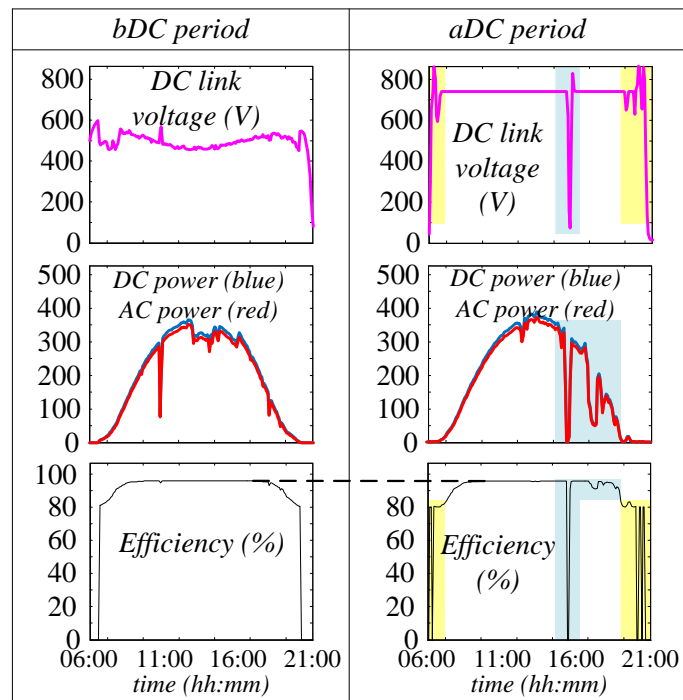 bDC period
aDC period
800
600
400
200
0
DC link
voltage (V)
800
600
400
200
0
DC link
voltage
(V)
500
400
300
200
100
0
DC power (blue)
AC power (red)
500
400
300
200
100
0
DC power (blue)
AC power (red)
100
80
60
40
20
0
Efficiency (%)
06:00 11:00 16:00 21:00
time (hh:mm)
100
80
60
40
20
0
Efficiency
(%)
06:00 11:00 16:00 21:00
time (hh:mm)